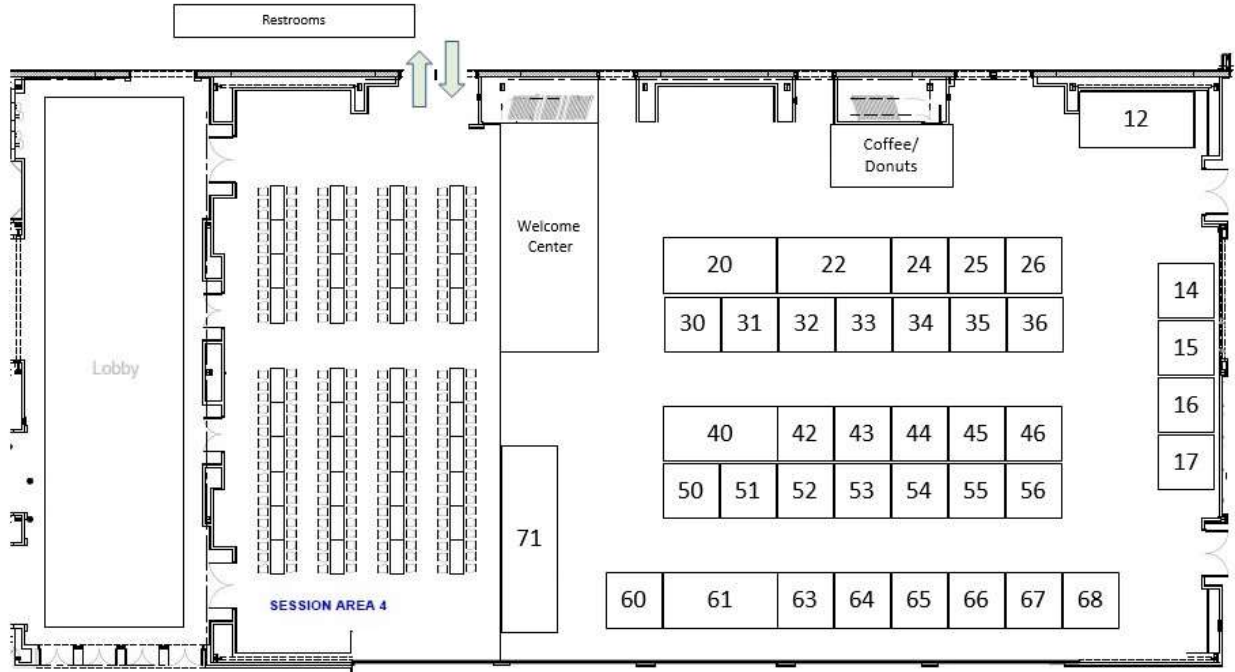 Restrooms
12
Coffee/
Donuts
Welcome
Center
20 22 24 25 26
14
30 31 32 33 34 35 36
15
Lobby
16
40 42 43 44 45 46
17
50 51 52 53 54 55 56
71
60 61 63 64 65 66 67 68
SESSION AREA 4